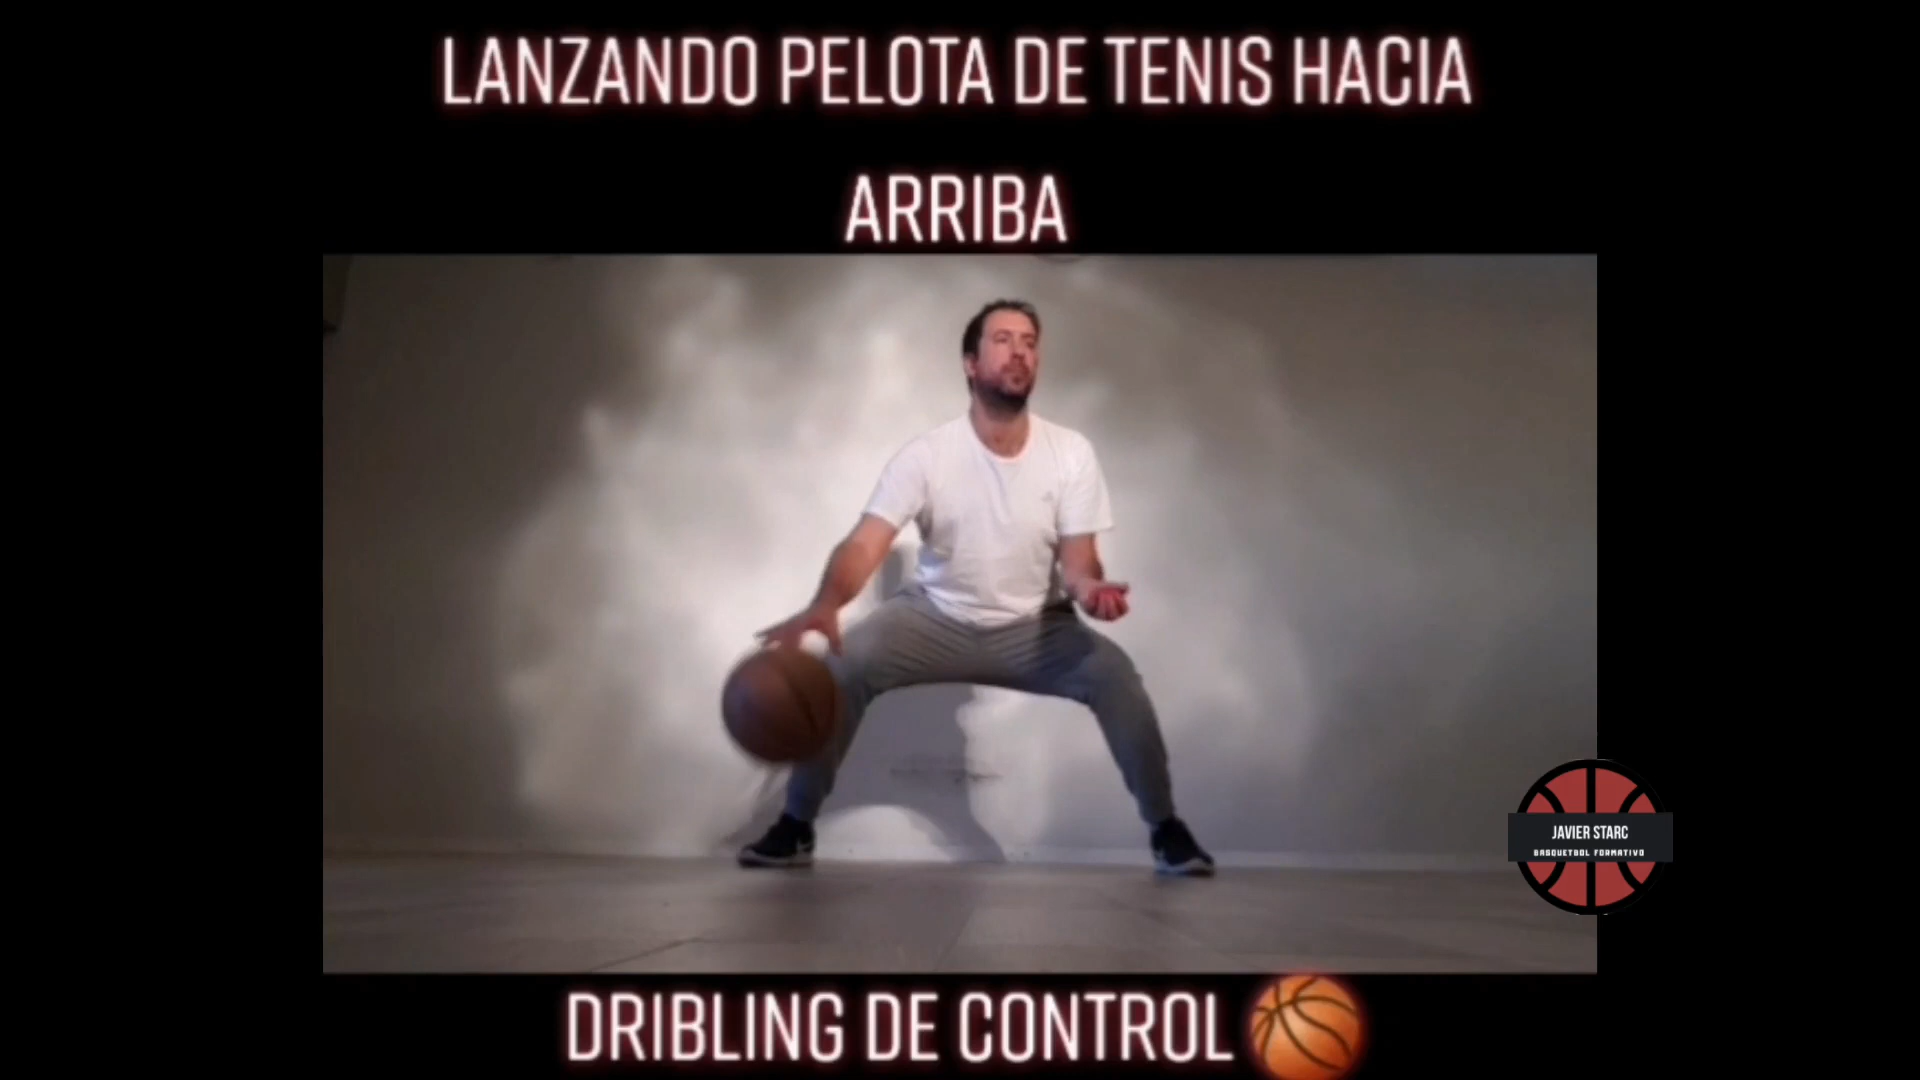 LANZANDO PELOTA DE TENIS HACIA
ARRIBA
JAVIER STARC
BASQUETBOL FORMATIVO
DRIBLING DE CONTROL